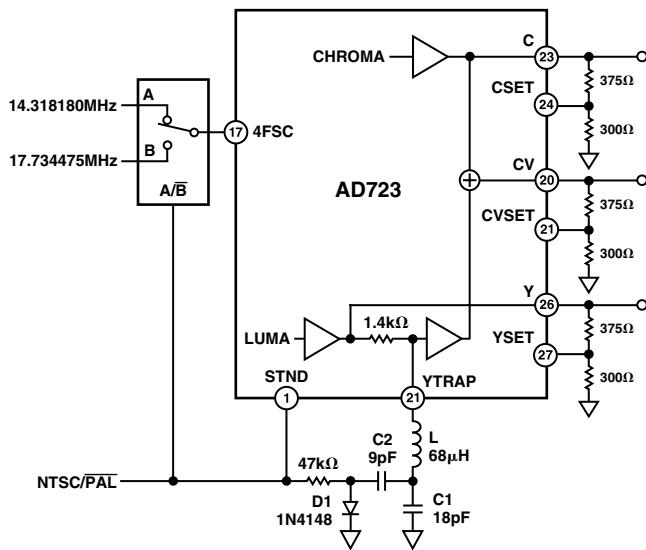 C
CHROMA
23
375Ω
CSET
14.318180MHz
A
24
300Ω
17
4FSC
17.734475MHz
B
CV
A/B̅
20
AD723
375Ω
CVSET
21
300Ω
Y
26
1.4kΩ
LUMA
375Ω
YSET
27
STND
YTRAP
300Ω
1
21
C2
9pF
L
68μH
47kΩ
NTSC/P̅A̅L̅
D1
1N4148
C1
18pF